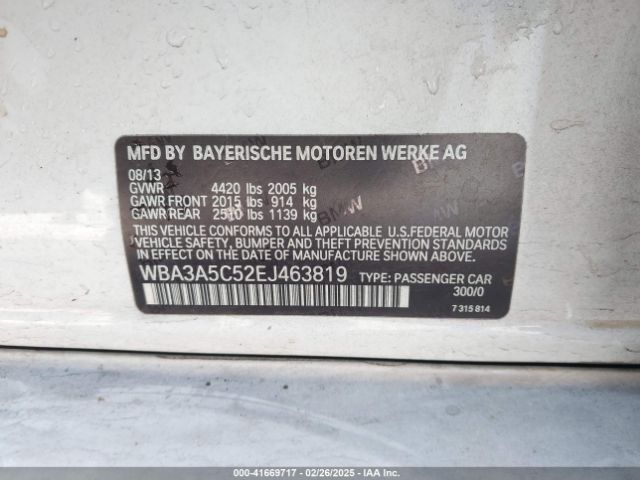 MFD BY BAYERISCHE MOTOREN WERKE AG
08/13
GVWR 4420 lbs 2005 kg
GAWR FRONT 2015 lbs 914 kg
GAWR REAR 2510 lbs 1139 kg
THIS VEHICLE CONFORMS TO ALL APPLICABLE U.S.FEDERAL MOTOR
VEHICLE SAFETY, BUMPER AND THEFT PREVENTION STANDARDS
IN EFFECT ON THE DATE OF MANUFACTURE SHOWN ABOVE.
WBA3A5C52EJ463819 TYPE: PASSENGER CAR
300/0
7 315 814
BMW
000-41669717 - 02/26/2025 - IAA Inc.